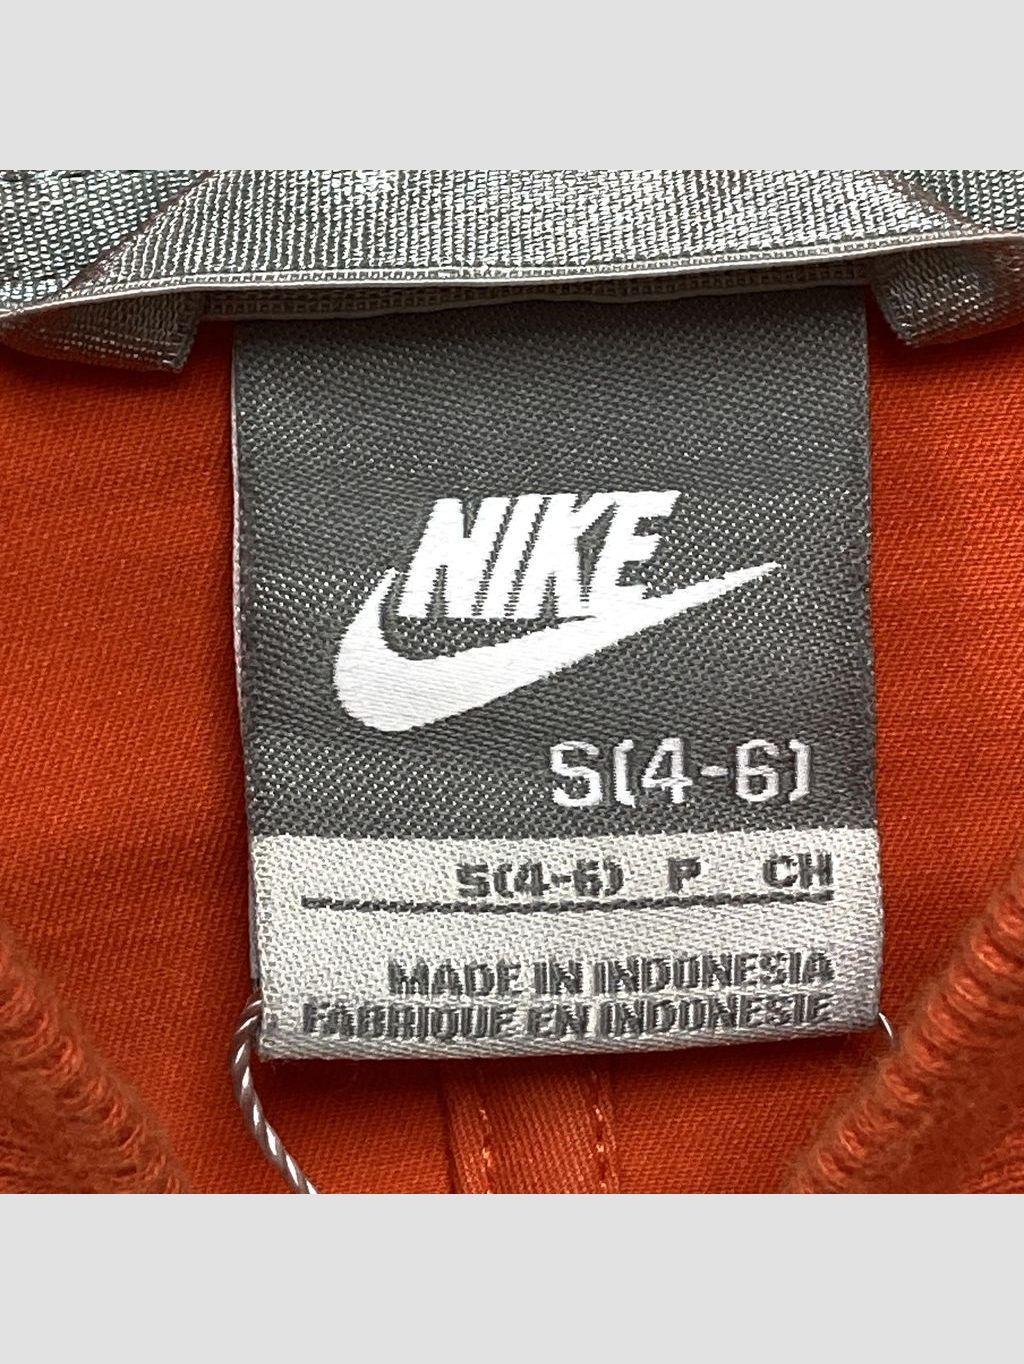 NIKE
S(4-6)
S(4-6) P CH
MADE IN INDONESIA
FABRIQUE EN INDONESIE